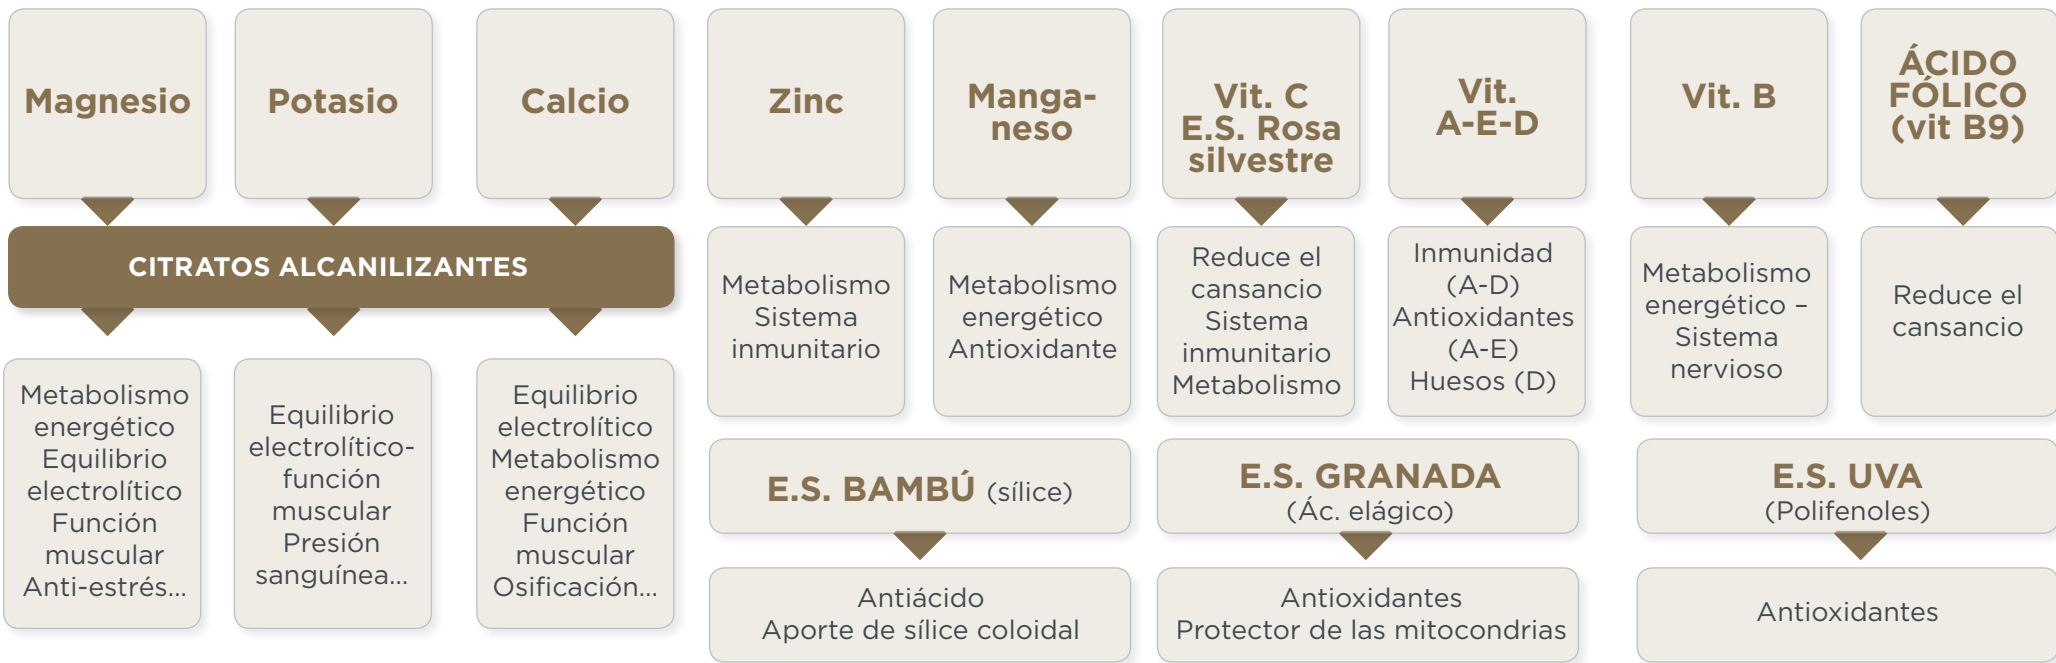 Magnesio
Potasio
Calcio
Zinc
Manga-
neso
Vit. C
E.S. Rosa
silvestre
Vit.
A-E-D
Vit. B
ÁCIDO
FÓLICO
(vit B9)
CITRATOS ALCANILIZANTES
Metabolismo
energético
Equilibrio
electrolítico
Función
muscular
Anti-estrés...
Equilibrio
electrolítico-
función
muscular
Presión
sanguínea...
Equilibrio
electrolítico
Metabolismo
energético
Función
muscular
Osificación...
Metabolismo
Sistema
inmunitario
Metabolismo
energético
Antioxidante
Reduce el
cansancio
Sistema
inmunitario
Metabolismo
Inmunidad
(A-D)
Antioxidantes
(A-E)
Huesos (D)
Metabolismo
energético –
Sistema
nervioso
Reduce el
cansancio
E.S. BAMBÚ (sílice)
Antiácido
Aporte de sílice coloidal
E.S. GRANADA
(Ác. elágico)
Antioxidantes
Protector de las mitocondrias
E.S. UVA
(Polifenoles)
Antioxidantes